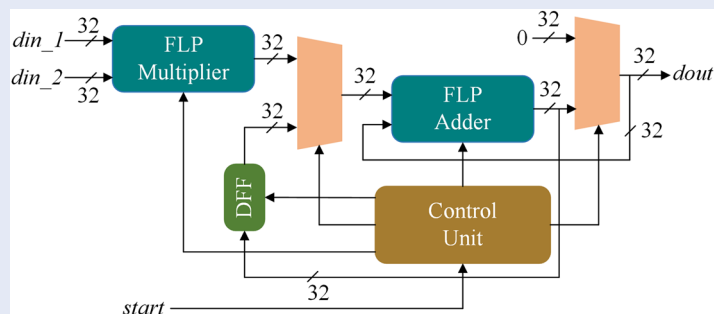 din_1
32
din_2
32
FLP
Multiplier
32
32
DFF
32
FLP
Adder
32
0
32
32
dout
32
Control
Unit
32
start